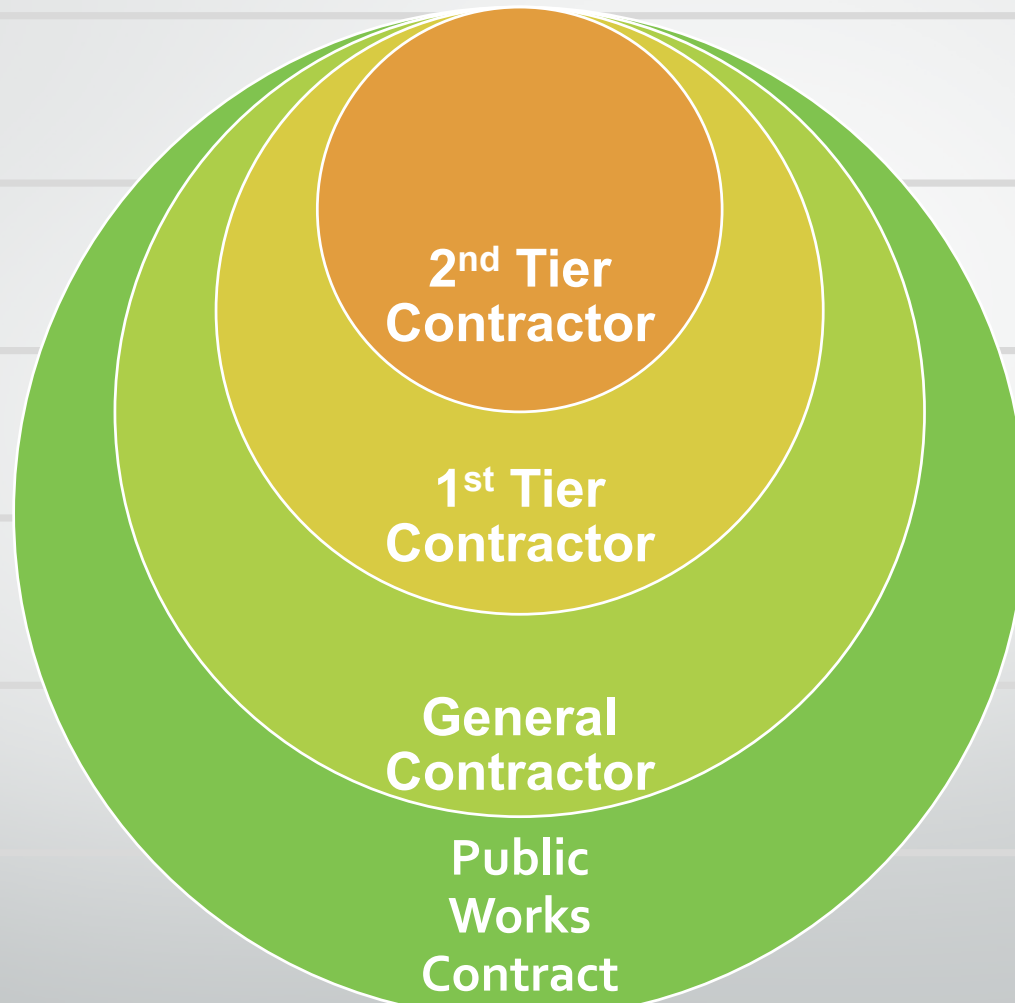 2nd Tier
Contractor
1st Tier
Contractor
General
Contractor
Public
Works
Contract